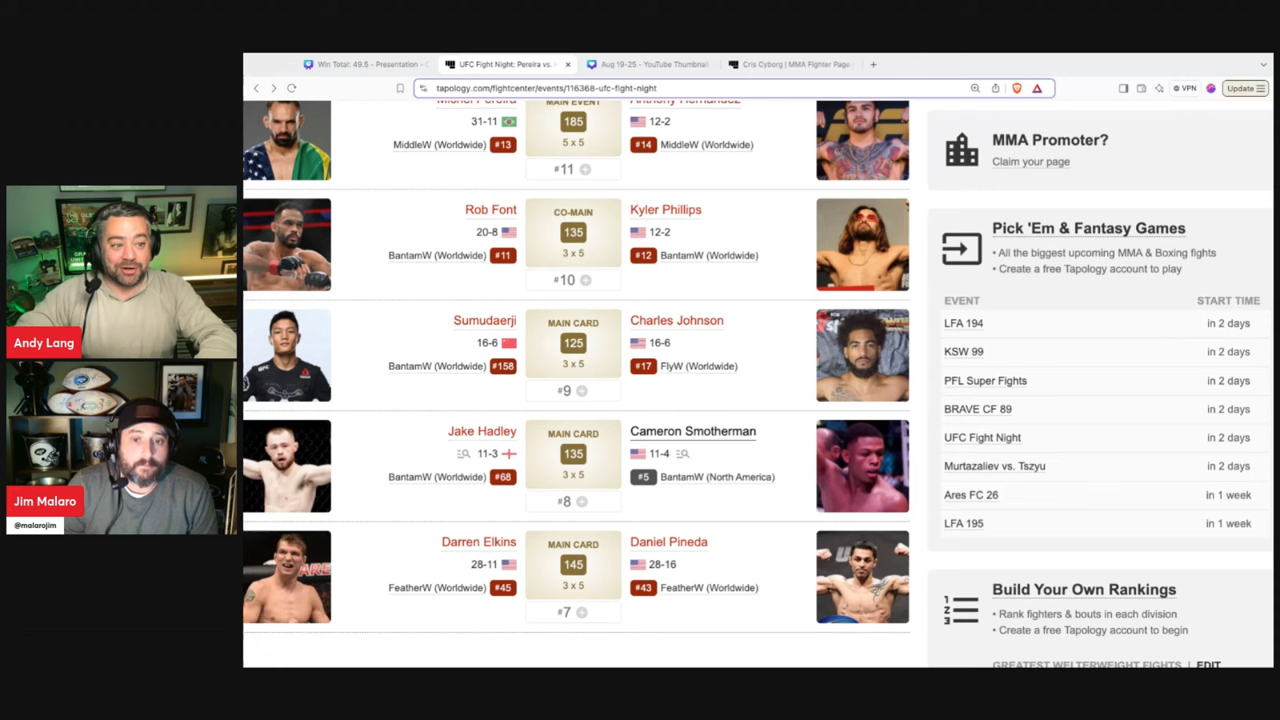 Win Total: 49.5 - Presentation - C
UFC Fight Night: Pereira vs. H
Aug 19-25 - YouTube Thumbnail
Cris Cyborg | MMA Fighter Page
tapology.com/fightcenter/events/116368-ufc-fight-night
VPN
Update
Michel Pereira
MAIN EVENT
Anthony Hernandez
31-11
185
12-2
MiddleW (Worldwide) #13
5 x 5
#14 MiddleW (Worldwide)
#11
Rob Font
CO-MAIN
Kyler Phillips
20-8
135
12-2
BantamW (Worldwide) #11
3 x 5
#12 BantamW (Worldwide)
#10
Sumudaerji
MAIN CARD
Charles Johnson
16-6
125
16-6
BantamW (Worldwide) #158
3 x 5
#17 FlyW (Worldwide)
#9
Jake Hadley
MAIN CARD
Cameron Smotherman
11-3
135
11-4
BantamW (Worldwide) #68
3 x 5
#5 BantamW (North America)
#8
Darren Elkins
MAIN CARD
Daniel Pineda
28-11
145
28-16
FeatherW (Worldwide) #45
3 x 5
#43 FeatherW (Worldwide)
#7
MMA Promoter?
Claim your page
Pick 'Em & Fantasy Games
• All the biggest upcoming MMA & Boxing fights
• Create a free Tapology account to play
EVENT START TIME
LFA 194 in 2 days
KSW 99 in 2 days
PFL Super Fights in 2 days
BRAVE CF 89 in 2 days
UFC Fight Night in 2 days
Murtazaliev vs. Tszyu in 2 days
Ares FC 26 in 1 week
LFA 195 in 1 week
1
2
3
Build Your Own Rankings
• Rank fighters & bouts in each division
• Create a free Tapology account to begin
GREATEST WELTERWEIGHT FIGHTS | EDIT
Andy Lang
Jim Malaro
@malarojim